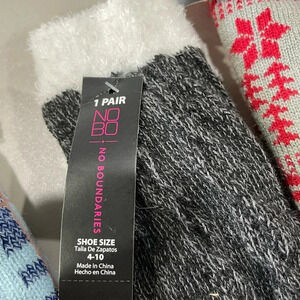 1 PAIR
NO
BO
NO BOUNDARIES
SHOE SIZE
Talla De Zapatos
4-10
Made in China
Hecho en China